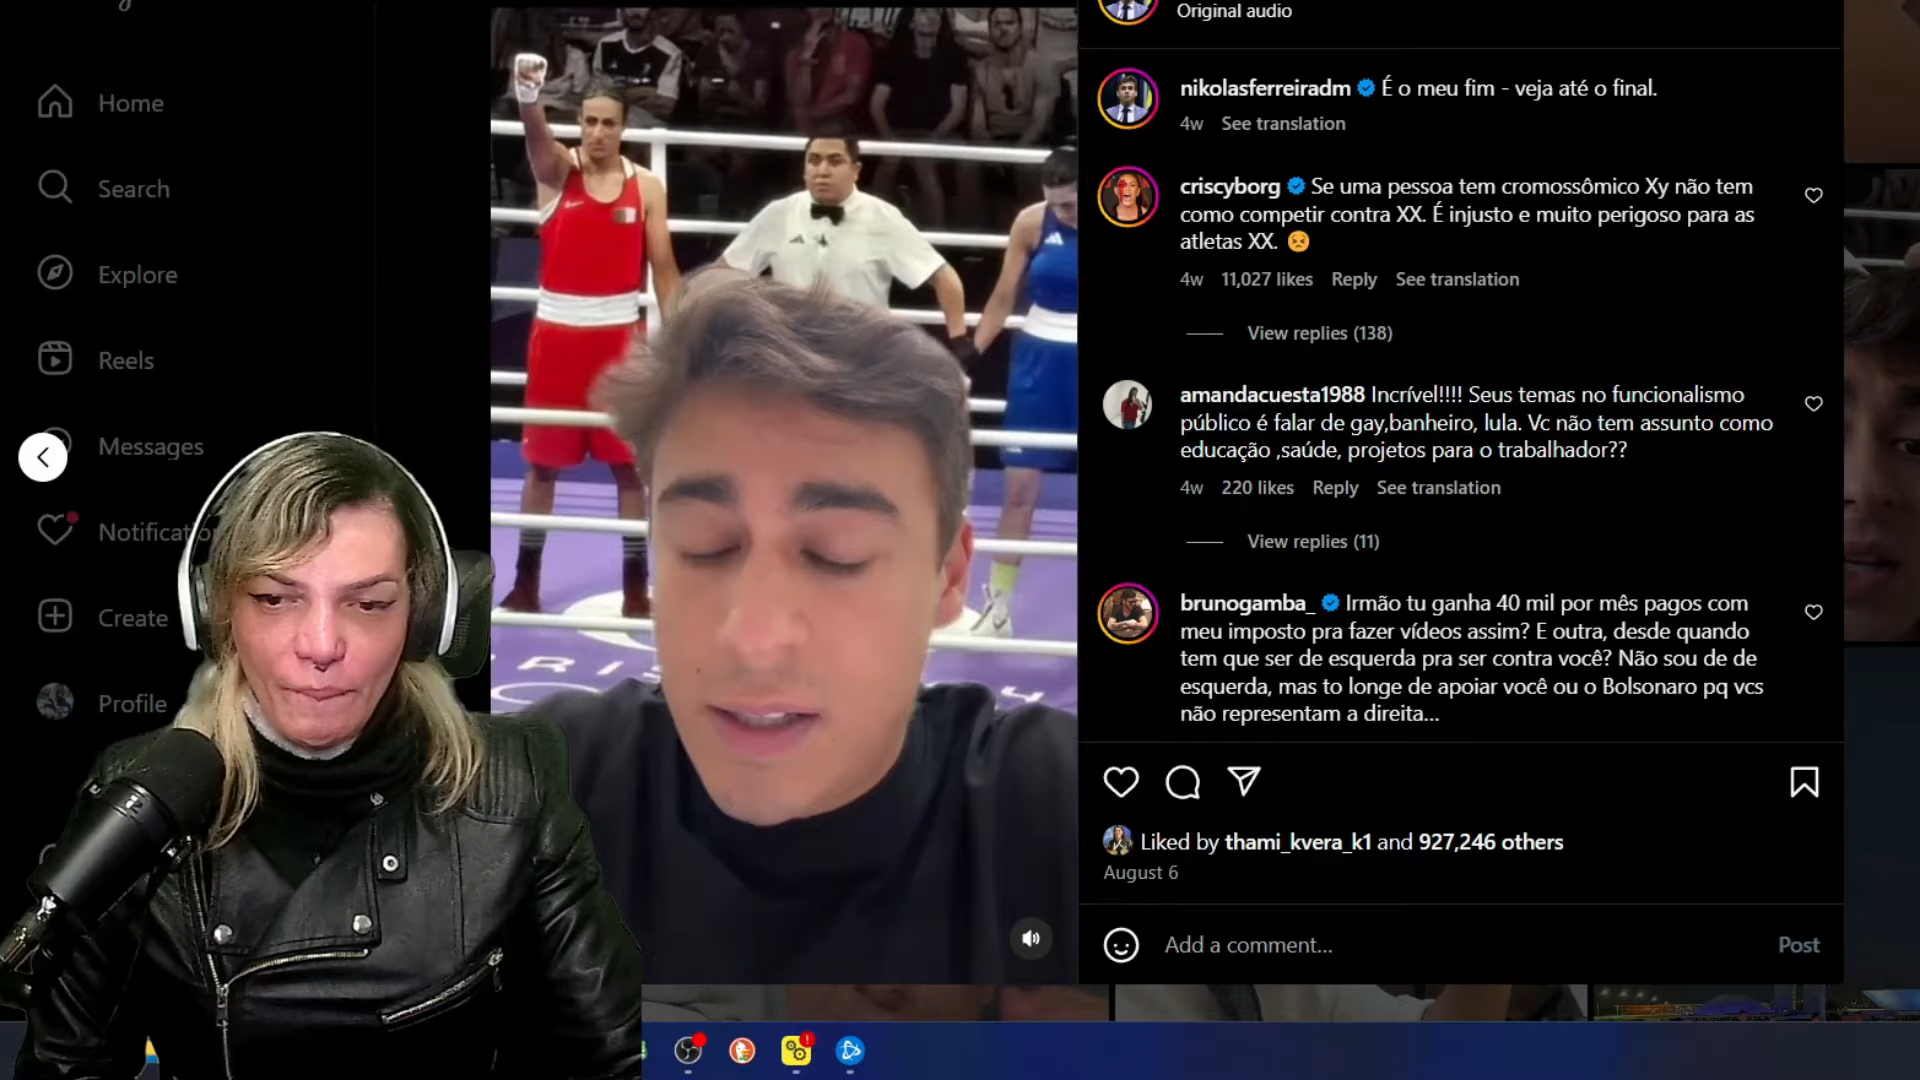 Home
Search
Explore
Reels
Messages
Notificatio
Create
Profile
Original audio
nikolasferreiradm É o meu fim - veja até o final.
4w See translation
criscyborg Se uma pessoa tem cromossômico Xy não tem
como competir contra XX. É injusto e muito perigoso para as
atletas XX. 😣
4w 11,027 likes Reply See translation
View replies (138)
amandacuesta1988 Incrível!!!! Seus temas no funcionalismo
público é falar de gay,banheiro, lula. Vc não tem assunto como
educação ,saúde, projetos para o trabalhador??
4w 220 likes Reply See translation
View replies (11)
brunogamba_ Irmão tu ganha 40 mil por mês pagos com
meu imposto pra fazer vídeos assim? E outra, desde quando
tem que ser de esquerda pra ser contra você? Não sou de de
esquerda, mas to longe de apoiar você ou o Bolsonaro pq vcs
não representam a direita...
Liked by thami_kvera_k1 and 927,246 others
August 6
Add a comment...
Post